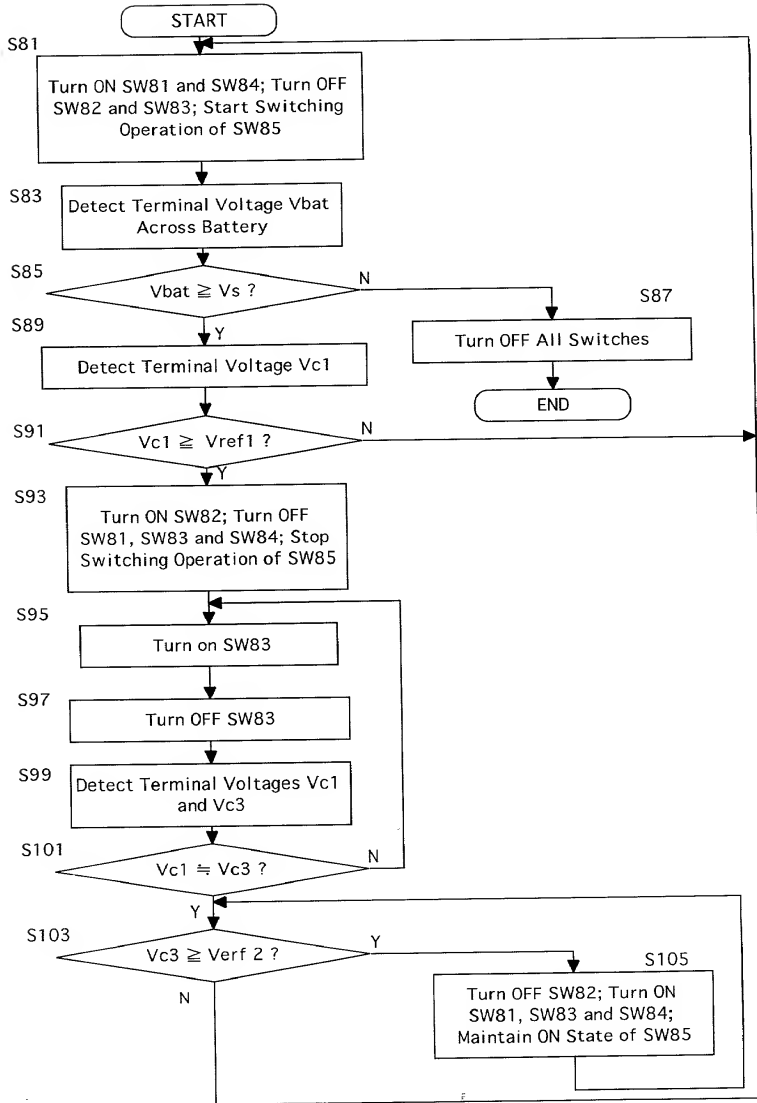 START
S81
Turn ON SW81 and SW84; Turn OFF
SW82 and SW83; Start Switching
Operation of SW85
S83
Detect Terminal Voltage Vbat
Across Battery
S85
Vbat ≧ Vs ?
N
Y
S87
Turn OFF All Switches
END
S89
Detect Terminal Voltage Vc1
S91
Vc1 ≧ Vref1 ?
N
Y
S93
Turn ON SW82; Turn OFF
SW81, SW83 and SW84; Stop
Switching Operation of SW85
S95
Turn on SW83
S97
Turn OFF SW83
S99
Detect Terminal Voltages Vc1
and Vc3
S101
Vc1 ≒ Vc3 ?
N
Y
S103
Vc3 ≧ Verf 2 ?
Y
N
S105
Turn OFF SW82; Turn ON
SW81, SW83 and SW84;
Maintain ON State of SW85